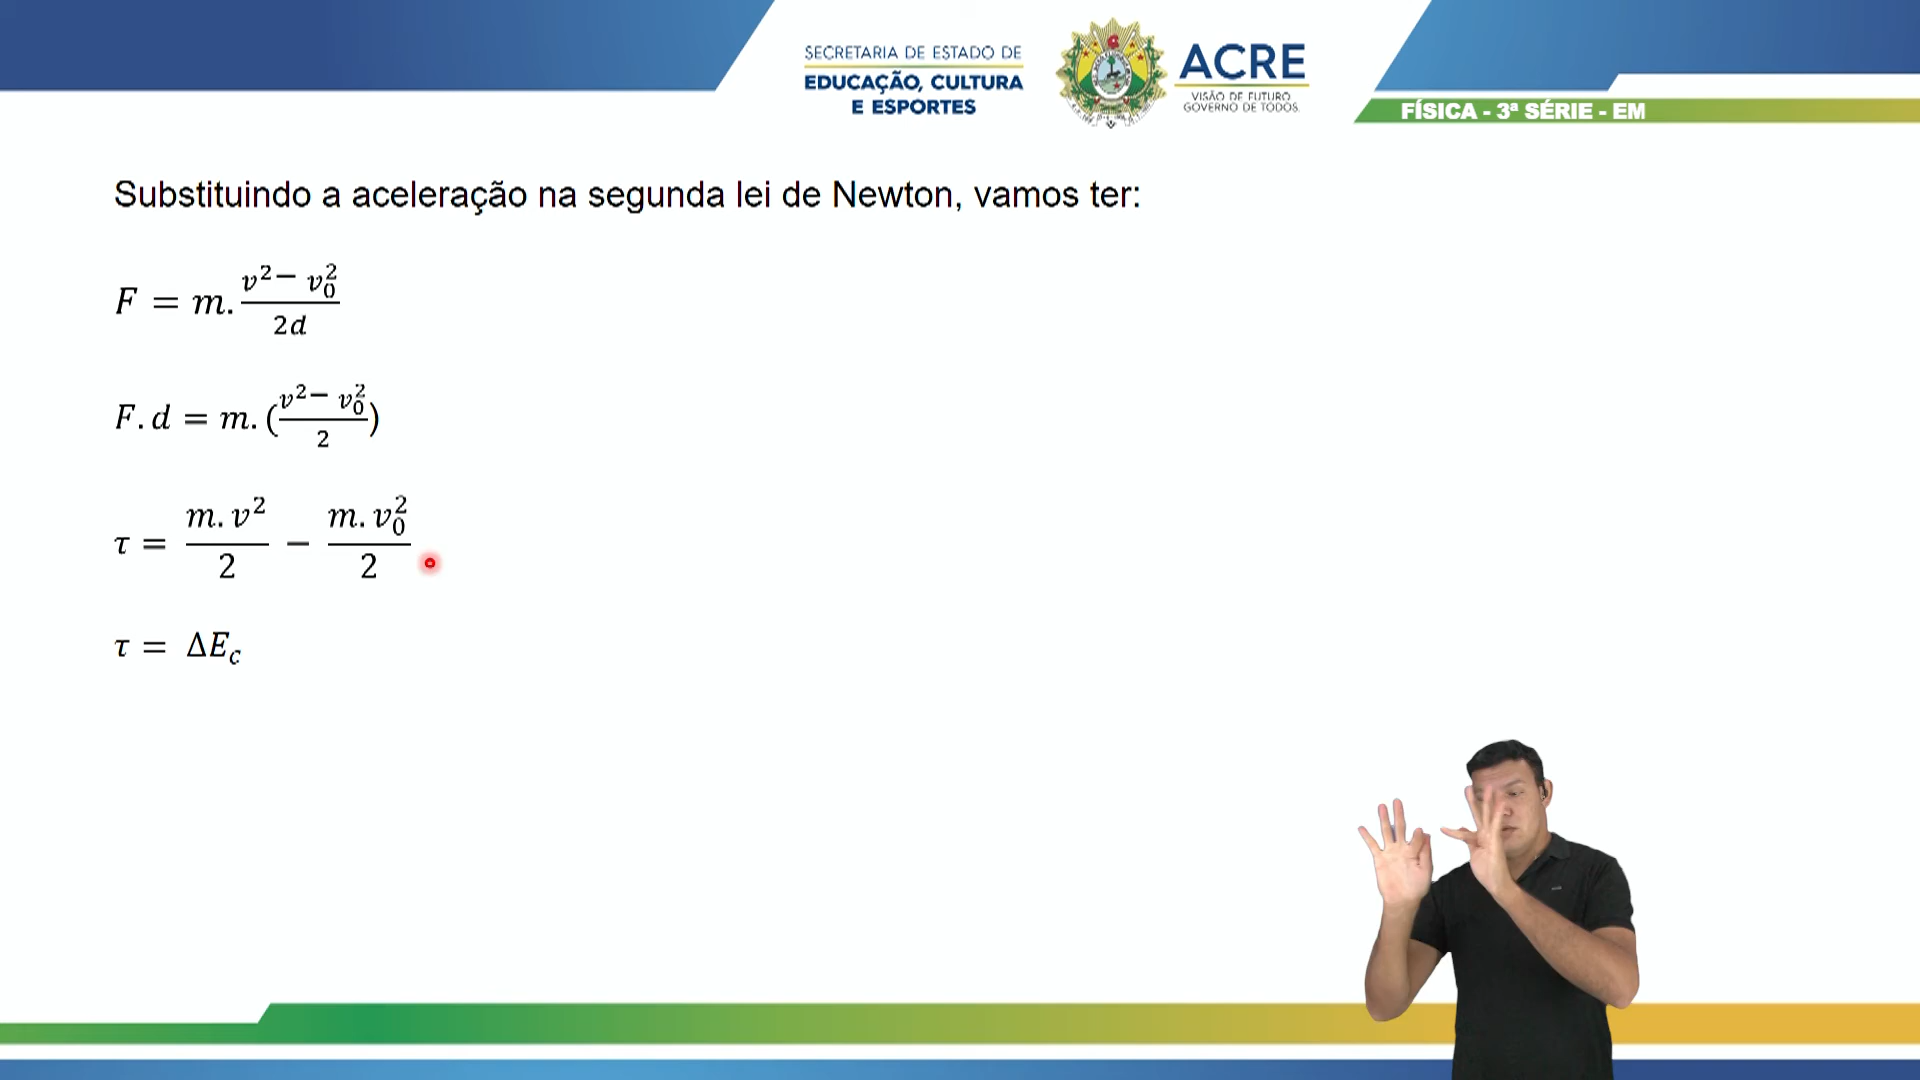 SECRETARIA DE ESTADO DE
EDUCAÇÃO, CULTURA
E ESPORTES
ACRE
VISÃO DE FUTURO
GOVERNO DE TODOS
FÍSICA - 3ª SÉRIE - EM
Substituindo a aceleração na segunda lei de Newton, vamos ter:
F = m. (v² − v₀²)/2d
F. d = m. ((v² − v₀²)/2)
τ = m. v²/2 − m. v₀²/2
τ = ΔE_c